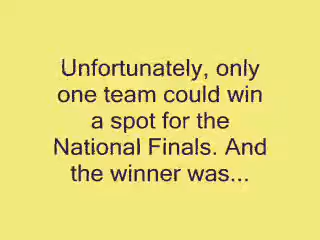 Unfortunately, only
one team could win
a spot for the
National Finals. And
the winner was...